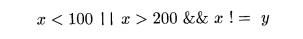 x < 100 || x > 200 && x != y